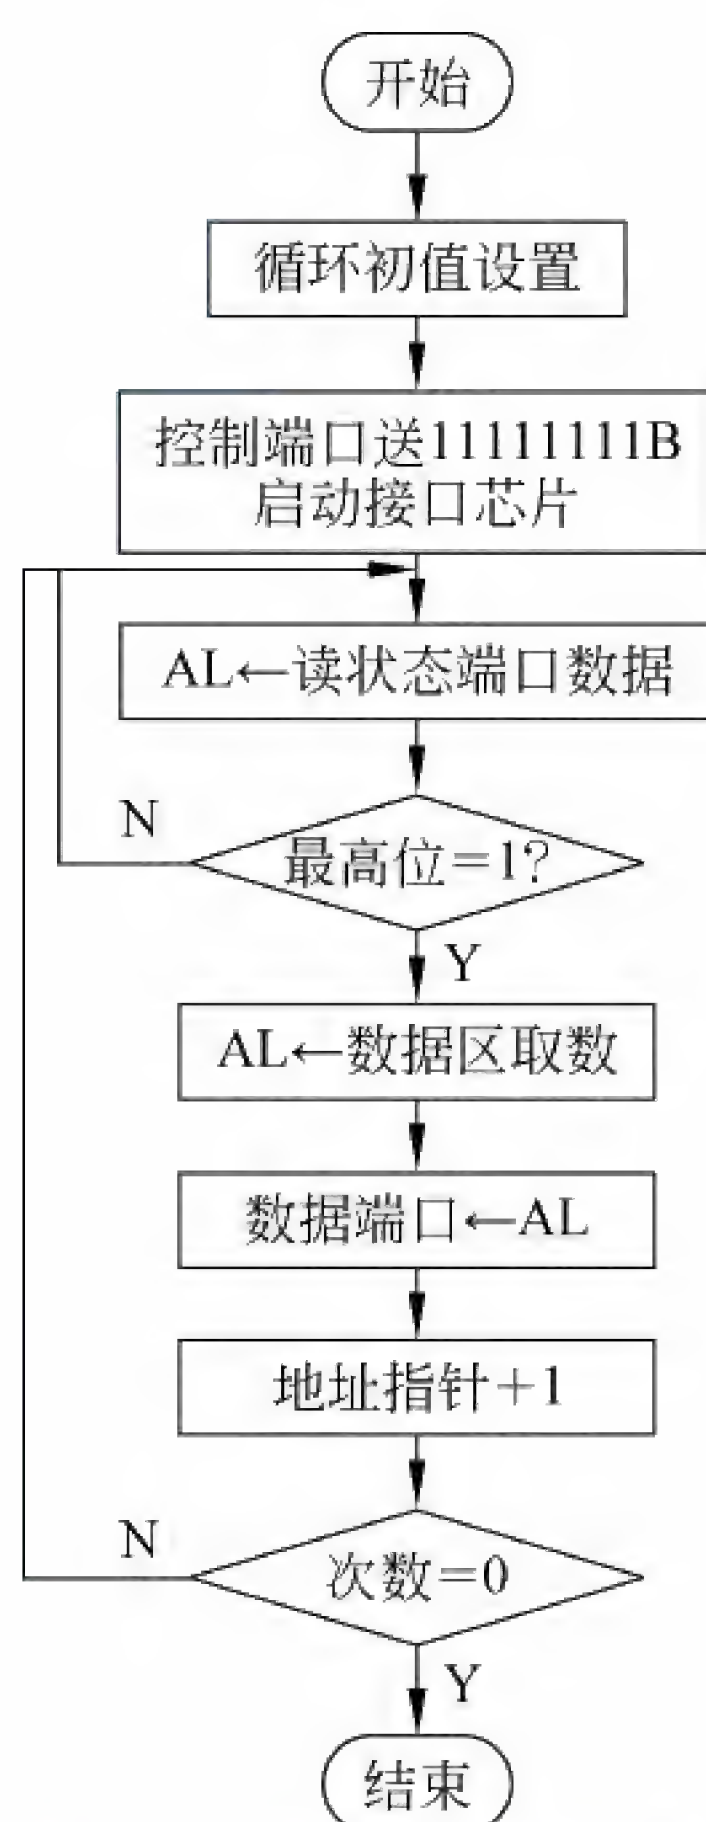 开始
循环初值设置
控制端口送11111111B
启动接口芯片
AL←读状态端口数据
N
最高位=1?
Y
AL←数据区取数
数据端口←AL
地址指针+1
N
次数=0
Y
结束